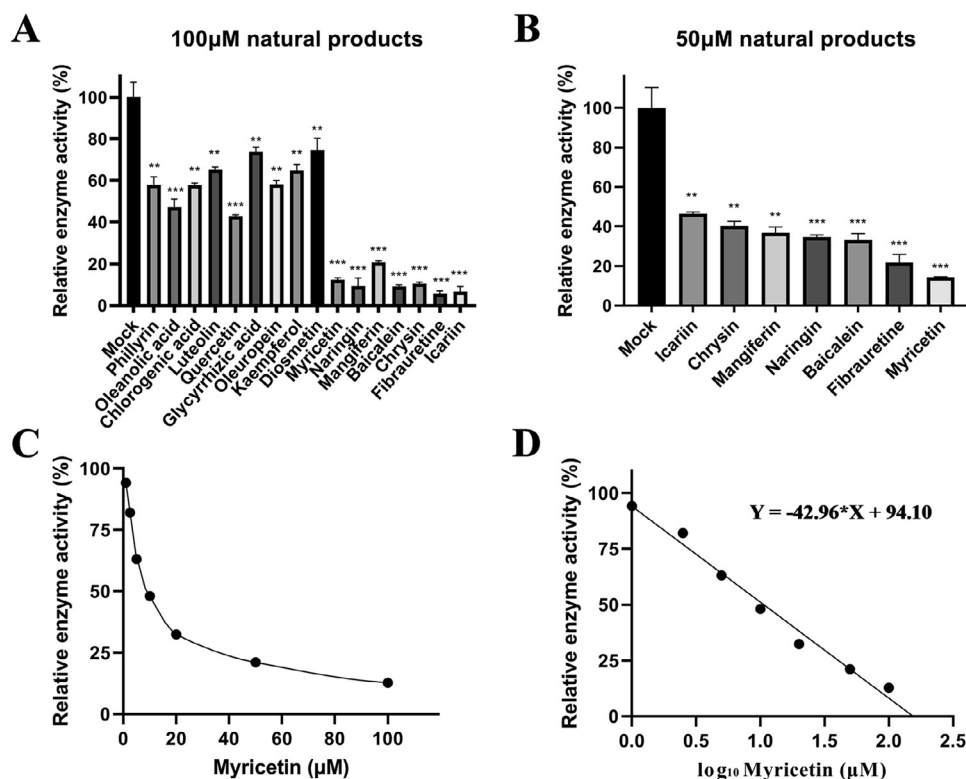 A
100μM natural products
Relative enzyme activity (%)
100
80
60
40
20
0
**
***
**
**
***
**
**
**
**
***
***
***
***
***
***
***
Mock
Phillyrin
Oleanolic acid
Chlorogenic acid
Luteolin
Quercetin
Glycyrrhizic acid
Oleuropein
Kaempferol
Diosmetin
Myricetin
Naringin
Mangiferin
Baicalein
Chrysin
Fibrauretine
Icariin
B
50μM natural products
Relative enzyme activity (%)
100
80
60
40
20
0
**
**
**
***
***
***
***
Mock
Icariin
Chrysin
Mangiferin
Naringin
Baicalein
Fibrauretine
Myricetin
C
Relative enzyme activity (%)
100
75
50
25
0
0 20 40 60 80 100
Myricetin (μM)
D
Relative enzyme activity (%)
100
75
50
25
0
Y = -42.96*X + 94.10
0.0 0.5 1.0 1.5 2.0 2.5
log₁₀ Myricetin (μM)